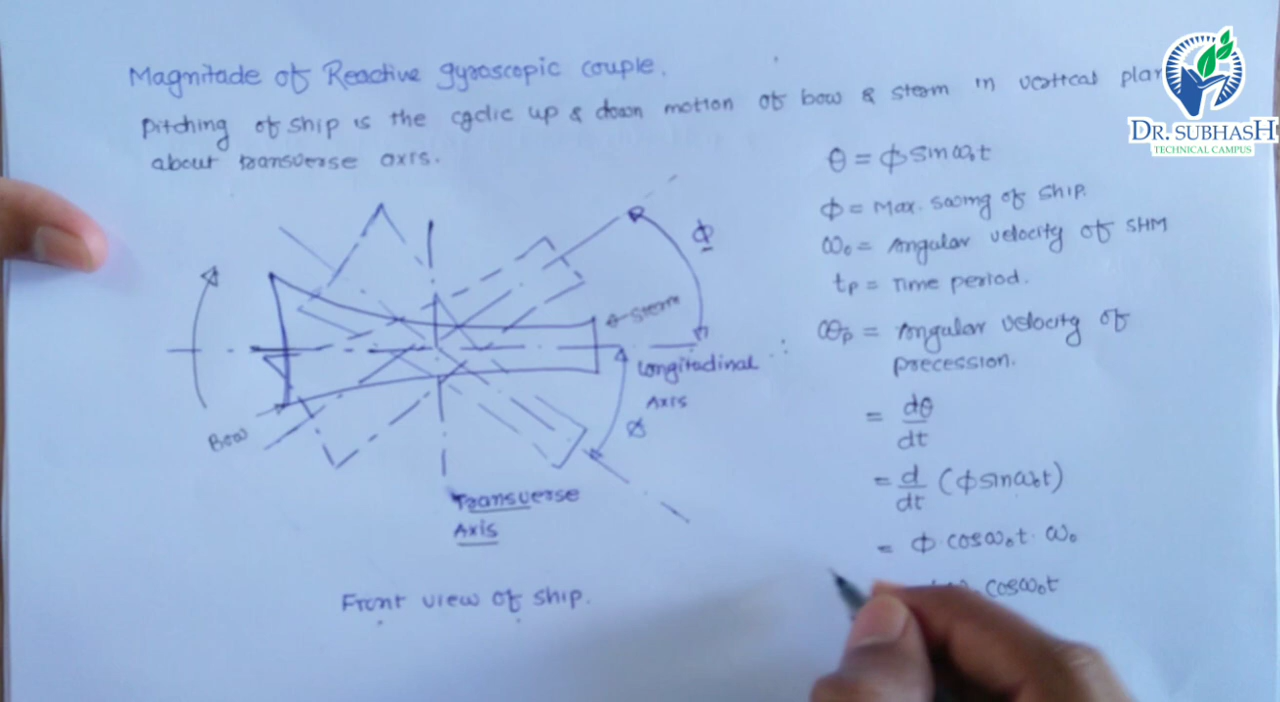 Magnitade of Reactive gyroscopic couple.
Pitching of ship is the cyclic up & down motion of bow & stern in vertical plan
about transverse axis.
DR. SUBHASH
TECHNICAL CAMPUS
θ = ϕ sin ω₀t
ϕ = Max. swing of ship.
ω₀ = Angular velocity of SHM
tp = Time period.
∴ ωp = Angular velocity of
precession.
= dθ/dt
= d/dt (ϕ sin ω₀t)
= ϕ cos ω₀t · ω₀
cos ω₀t
Φ
stern
Longitudinal
Axis
ϕ
Bow
Transverse
Axis
Front view of ship.